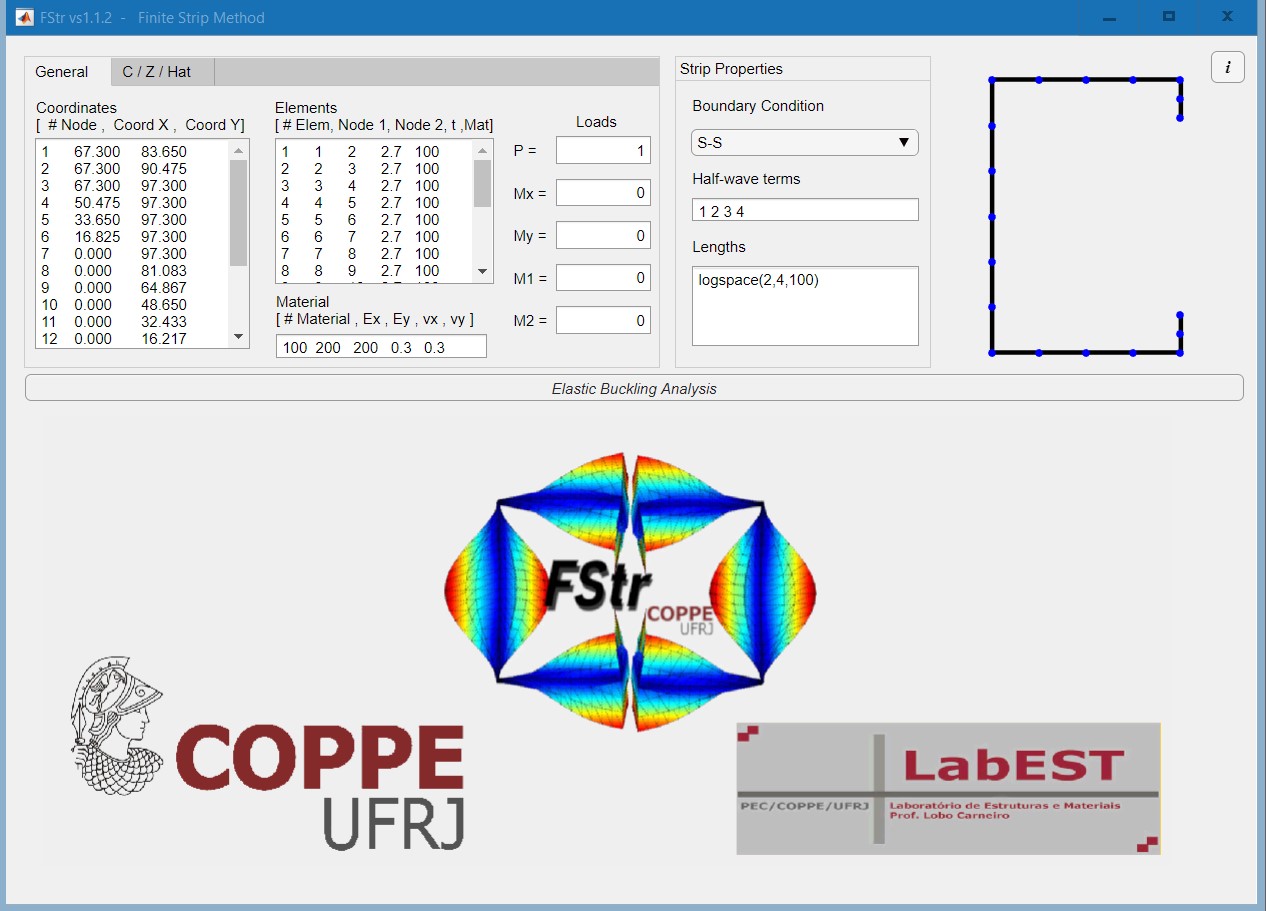 FStr vs1.1.2 - Finite Strip Method
General
C / Z / Hat
Coordinates
[ # Node , Coord X , Coord Y]
1 67.300 83.650
2 67.300 90.475
3 67.300 97.300
4 50.475 97.300
5 33.650 97.300
6 16.825 97.300
7 0.000 97.300
8 0.000 81.083
9 0.000 64.867
10 0.000 48.650
11 0.000 32.433
12 0.000 16.217
Elements
[ # Elem, Node 1, Node 2, t ,Mat]
1 1 2 2.7 100
2 2 3 2.7 100
3 3 4 2.7 100
4 4 5 2.7 100
5 5 6 2.7 100
6 6 7 2.7 100
7 7 8 2.7 100
8 8 9 2.7 100
Material
[ # Material , Ex , Ey , vx , vy ]
100 200 200 0.3 0.3
Loads
P = 1
Mx = 0
My = 0
M1 = 0
M2 = 0
Strip Properties
Boundary Condition
S-S
Half-wave terms
1 2 3 4
Lengths
logspace(2,4,100)
i
Elastic Buckling Analysis
FStr
COPPE
UFRJ
COPPE
UFRJ
LabEST
PEC/COPPE/UFRJ
Laboratório de Estruturas e Materiais
Prof. Lobo Carneiro